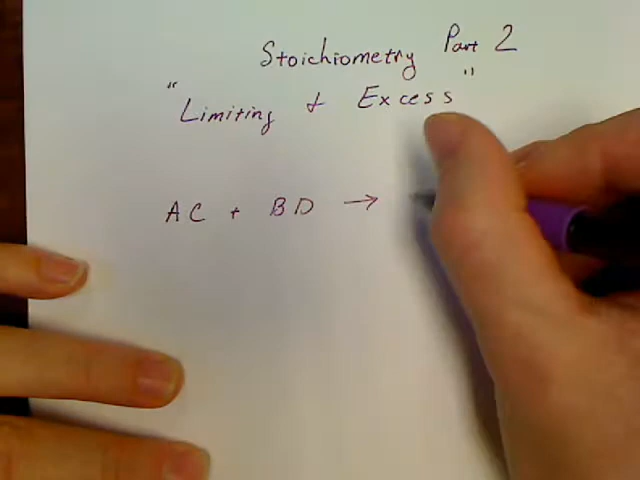 Stoichiometry Part 2
"Limiting & Excess"
AC + BD →